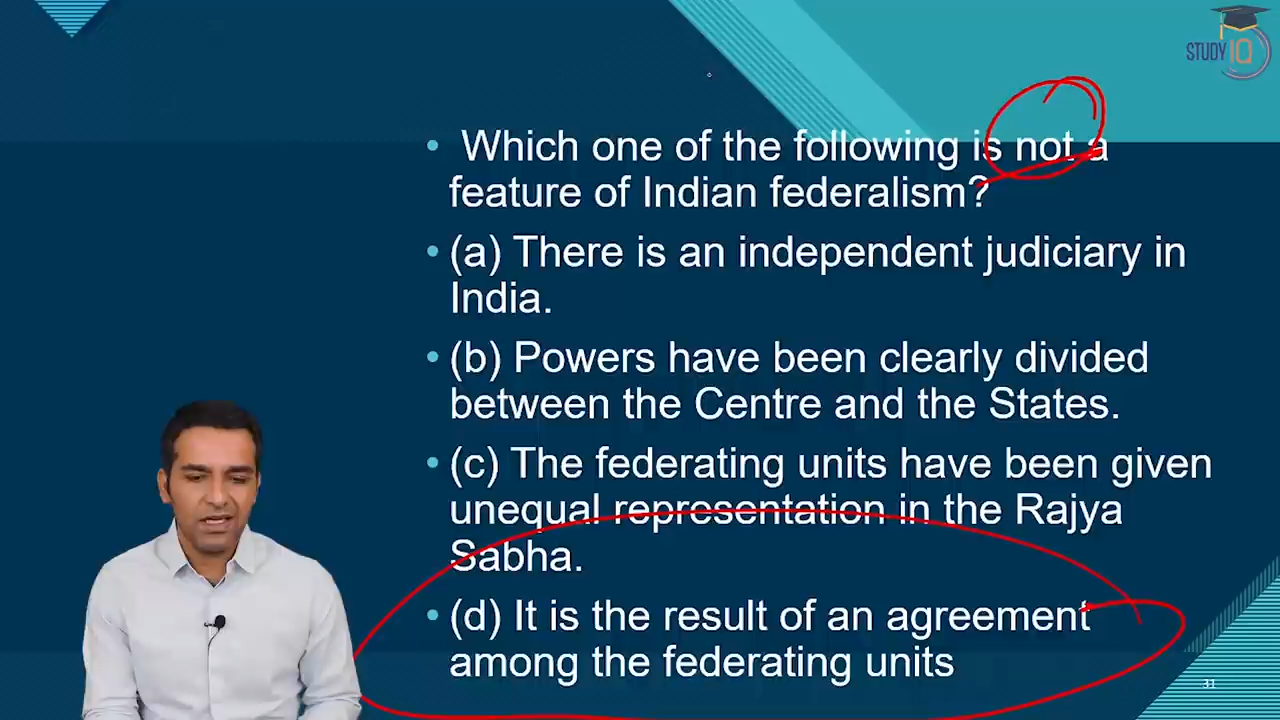 STUDY IQ
• Which one of the following is not a
feature of Indian federalism?
• (a) There is an independent judiciary in
India.
• (b) Powers have been clearly divided
between the Centre and the States.
• (c) The federating units have been given
unequal representation in the Rajya
Sabha.
• (d) It is the result of an agreement
among the federating units
31